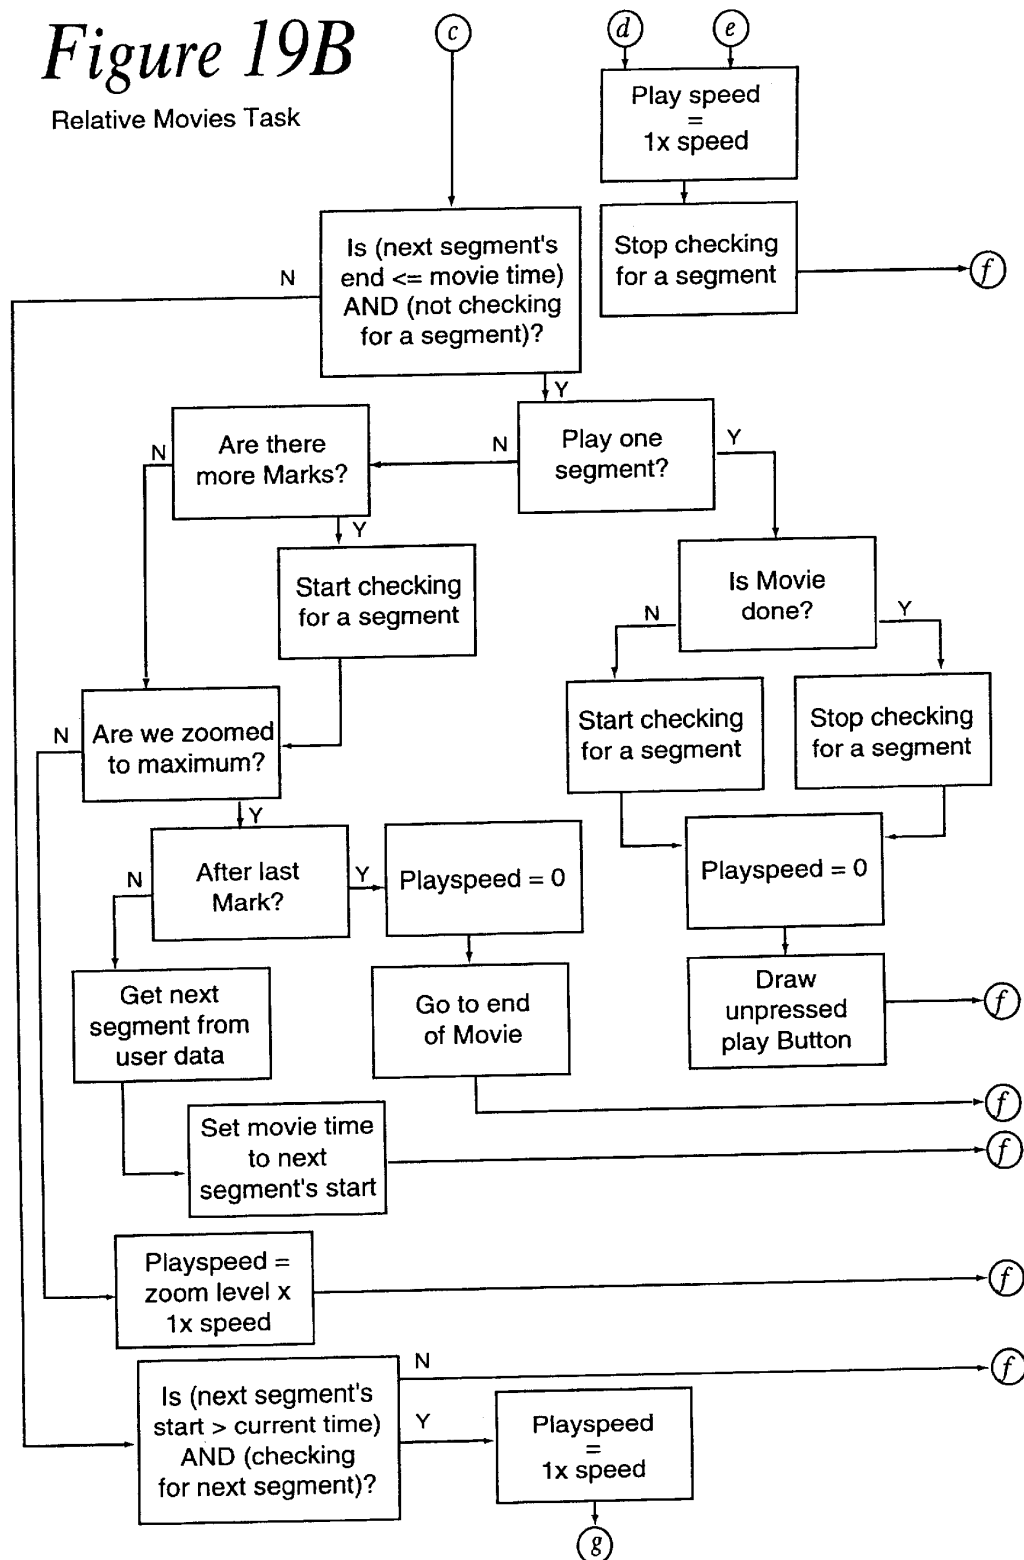 Figure 19B
Relative Movies Task
c
d
e
Play speed
=
1x speed
Stop checking
for a segment
f
Is (next segment's
end <= movie time)
AND (not checking
for a segment)?
N
Y
Play one
segment?
N
Y
Are there
more Marks?
N
Y
Start checking
for a segment
Is Movie
done?
N
Y
Start checking
for a segment
Stop checking
for a segment
Are we zoomed
to maximum?
N
Y
After last
Mark?
N
Y
Playspeed = 0
Playspeed = 0
Get next
segment from
user data
Go to end
of Movie
Draw
unpressed
play Button
f
f
Set movie time
to next
segment's start
f
Playspeed =
zoom level x
1x speed
f
Is (next segment's
start > current time)
AND (checking
for next segment)?
N
f
Y
Playspeed
=
1x speed
g